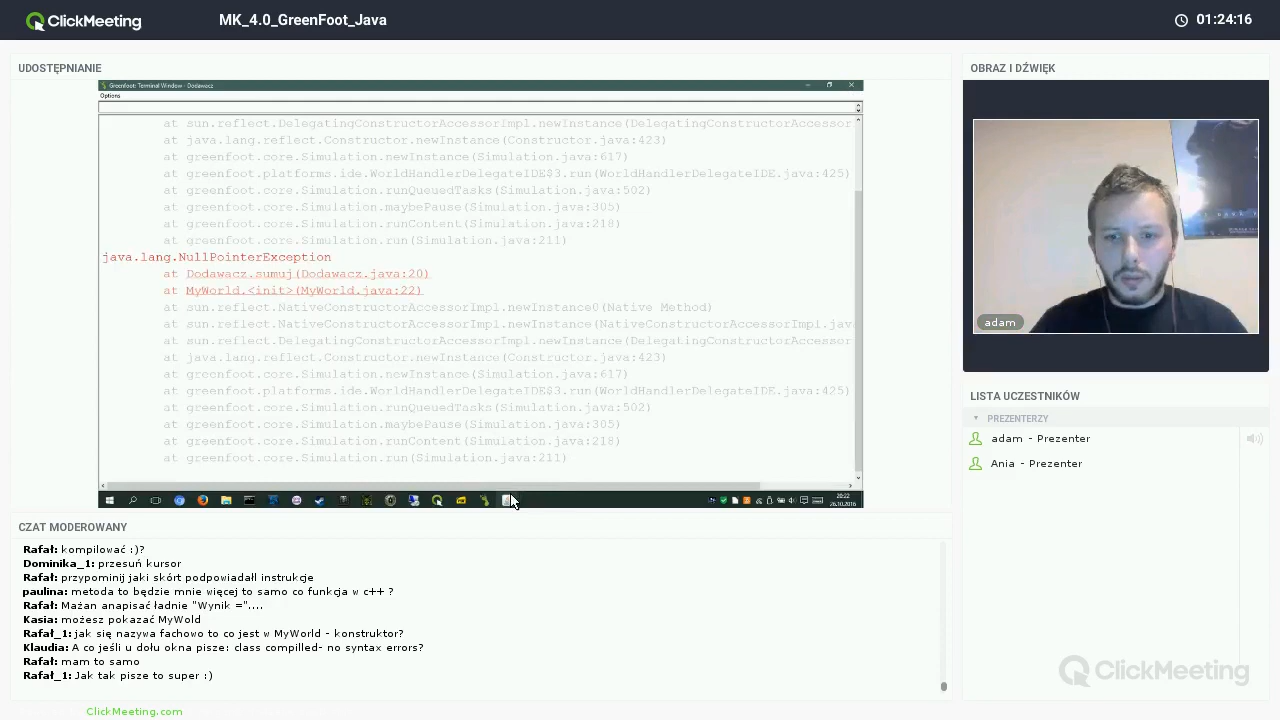 ClickMeeting
MK_4.0_GreenFoot_Java
01:24:16
UDOSTĘPNIANIE
Greenfoot: Terminal Window - Dodawacz
Options
at sun.reflect.DelegatingConstructorAccessorImpl.newInstance(DelegatingConstructorAccessor
at java.lang.reflect.Constructor.newInstance(Constructor.java:423)
at greenfoot.core.Simulation.newInstance(Simulation.java:617)
at greenfoot.platforms.ide.WorldHandlerDelegateIDE$3.run(WorldHandlerDelegateIDE.java:425)
at greenfoot.core.Simulation.runQueuedTasks(Simulation.java:502)
at greenfoot.core.Simulation.maybePause(Simulation.java:305)
at greenfoot.core.Simulation.runContent(Simulation.java:218)
at greenfoot.core.Simulation.run(Simulation.java:211)
java.lang.NullPointerException
at Dodawacz.sumuj(Dodawacz.java:20)
at MyWorld.<init>(MyWorld.java:22)
at sun.reflect.NativeConstructorAccessorImpl.newInstance0(Native Method)
at sun.reflect.NativeConstructorAccessorImpl.newInstance(NativeConstructorAccessorImpl.jav
at sun.reflect.DelegatingConstructorAccessorImpl.newInstance(DelegatingConstructorAccessor
at java.lang.reflect.Constructor.newInstance(Constructor.java:423)
at greenfoot.core.Simulation.newInstance(Simulation.java:617)
at greenfoot.platforms.ide.WorldHandlerDelegateIDE$3.run(WorldHandlerDelegateIDE.java:425)
at greenfoot.core.Simulation.runQueuedTasks(Simulation.java:502)
at greenfoot.core.Simulation.maybePause(Simulation.java:305)
at greenfoot.core.Simulation.runContent(Simulation.java:218)
at greenfoot.core.Simulation.run(Simulation.java:211)
20:22
26.10.2016
OBRAZ I DŹWIĘK
adam
LISTA UCZESTNIKÓW
PREZENTERZY
adam - Prezenter
Ania - Prezenter
CZAT MODEROWANY
Rafał: kompilować :)?
Dominika_1: przesuń kursor
Rafał: przypominij jaki skórt podpowiadałl instrukcje
paulina: metoda to będzie mnie więcej to samo co funkcja w c++ ?
Rafał: Mażan anapisać ładnie "Wynik ="....
Kasia: możesz pokazać MyWold
Rafał_1: jak się nazywa fachowo to co jest w MyWorld - konstruktor?
Klaudia: A co jeśli u dołu okna pisze: class compilled- no syntax errors?
Rafał: mam to samo
Rafał_1: Jak tak pisze to super :)
ClickMeeting
ClickMeeting.com